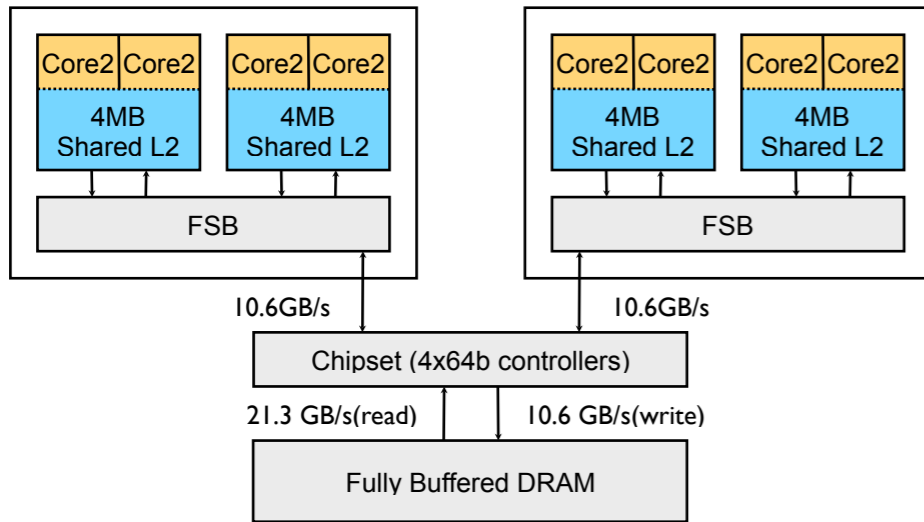 Core2 Core2 Core2 Core2 Core2 Core2 Core2 Core2
4MB 4MB 4MB 4MB
Shared L2 Shared L2 Shared L2 Shared L2
FSB FSB
10.6GB/s 10.6GB/s
Chipset (4x64b controllers)
21.3 GB/s(read) 10.6 GB/s(write)
Fully Buffered DRAM